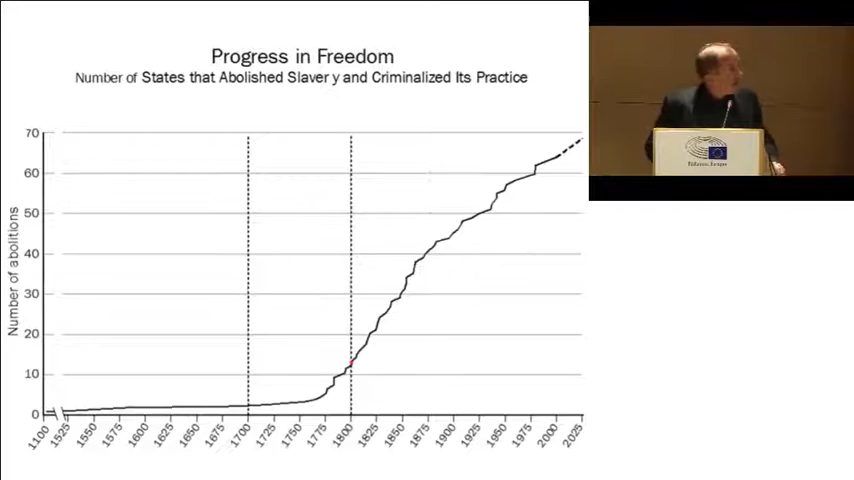 Progress in Freedom
Number of States that Abolished Slaver y and Criminalized Its Practice
70
60
50
40
30
20
10
0
Number of abolitions
1100 1525 1550 1575 1600 1625 1650 1675 1700 1725 1750 1775 1800 1825 1850 1875 1900 1925 1950 1975 2000 2025